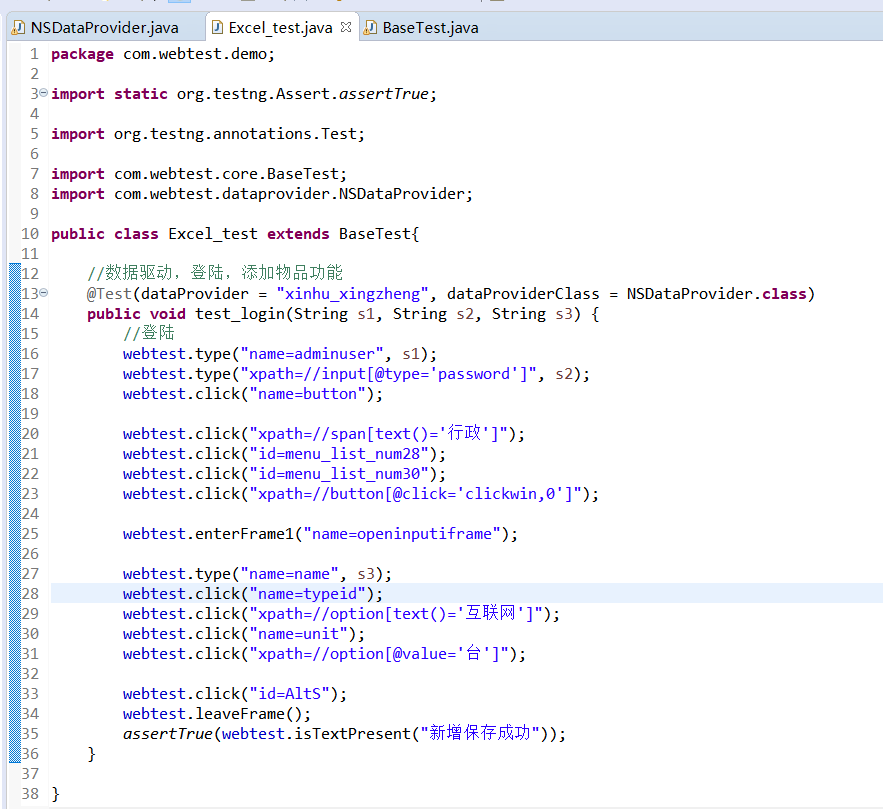 NSDataProvider.java Excel_test.java BaseTest.java
1 package com.webtest.demo;
2
3 import static org.testng.Assert.assertTrue;
4
5 import org.testng.annotations.Test;
6
7 import com.webtest.core.BaseTest;
8 import com.webtest.dataprovider.NSDataProvider;
9
10 public class Excel_test extends BaseTest{
11
12 //数据驱动，登陆，添加物品功能
13 @Test(dataProvider = "xinhu_xingzheng", dataProviderClass = NSDataProvider.class)
14 public void test_login(String s1, String s2, String s3) {
15 //登陆
16 webtest.type("name=adminuser", s1);
17 webtest.type("xpath=//input[@type='password']", s2);
18 webtest.click("name=button");
19
20 webtest.click("xpath=//span[text()='行政']");
21 webtest.click("id=menu_list_num28");
22 webtest.click("id=menu_list_num30");
23 webtest.click("xpath=//button[@click='clickwin,0']");
24
25 webtest.enterFrame1("name=openinputiframe");
26
27 webtest.type("name=name", s3);
28 webtest.click("name=typeid");
29 webtest.click("xpath=//option[text()='互联网']");
30 webtest.click("name=unit");
31 webtest.click("xpath=//option[@value='台']");
32
33 webtest.click("id=AltS");
34 webtest.leaveFrame();
35 assertTrue(webtest.isTextPresent("新增保存成功"));
36 }
37
38 }